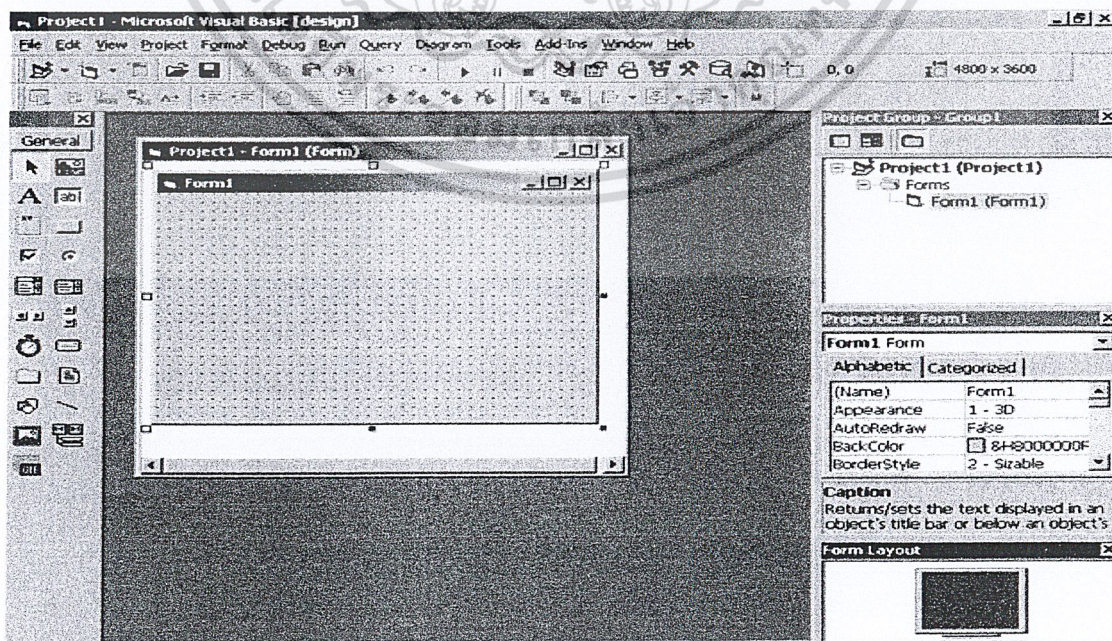 Project1 - Microsoft Visual Basic [design]
File Edit View Project Format Debug Run Query Diagram Tools Add-Ins Window Help
0, 0 4800 x 3600
General
Project1 - Form1 (Form)
Form1
A
ab
GIF
Project Group - Group1
Project1 (Project1)
Forms
Form1 (Form1)
Properties - Form1
Form1 Form
Alphabetic Categorized
(Name) Form1
Appearance 1 - 3D
AutoRedraw False
BackColor &H8000000F
BorderStyle 2 - Sizable
Caption
Returns/sets the text displayed in an
object's title bar or below an object's
Form Layout